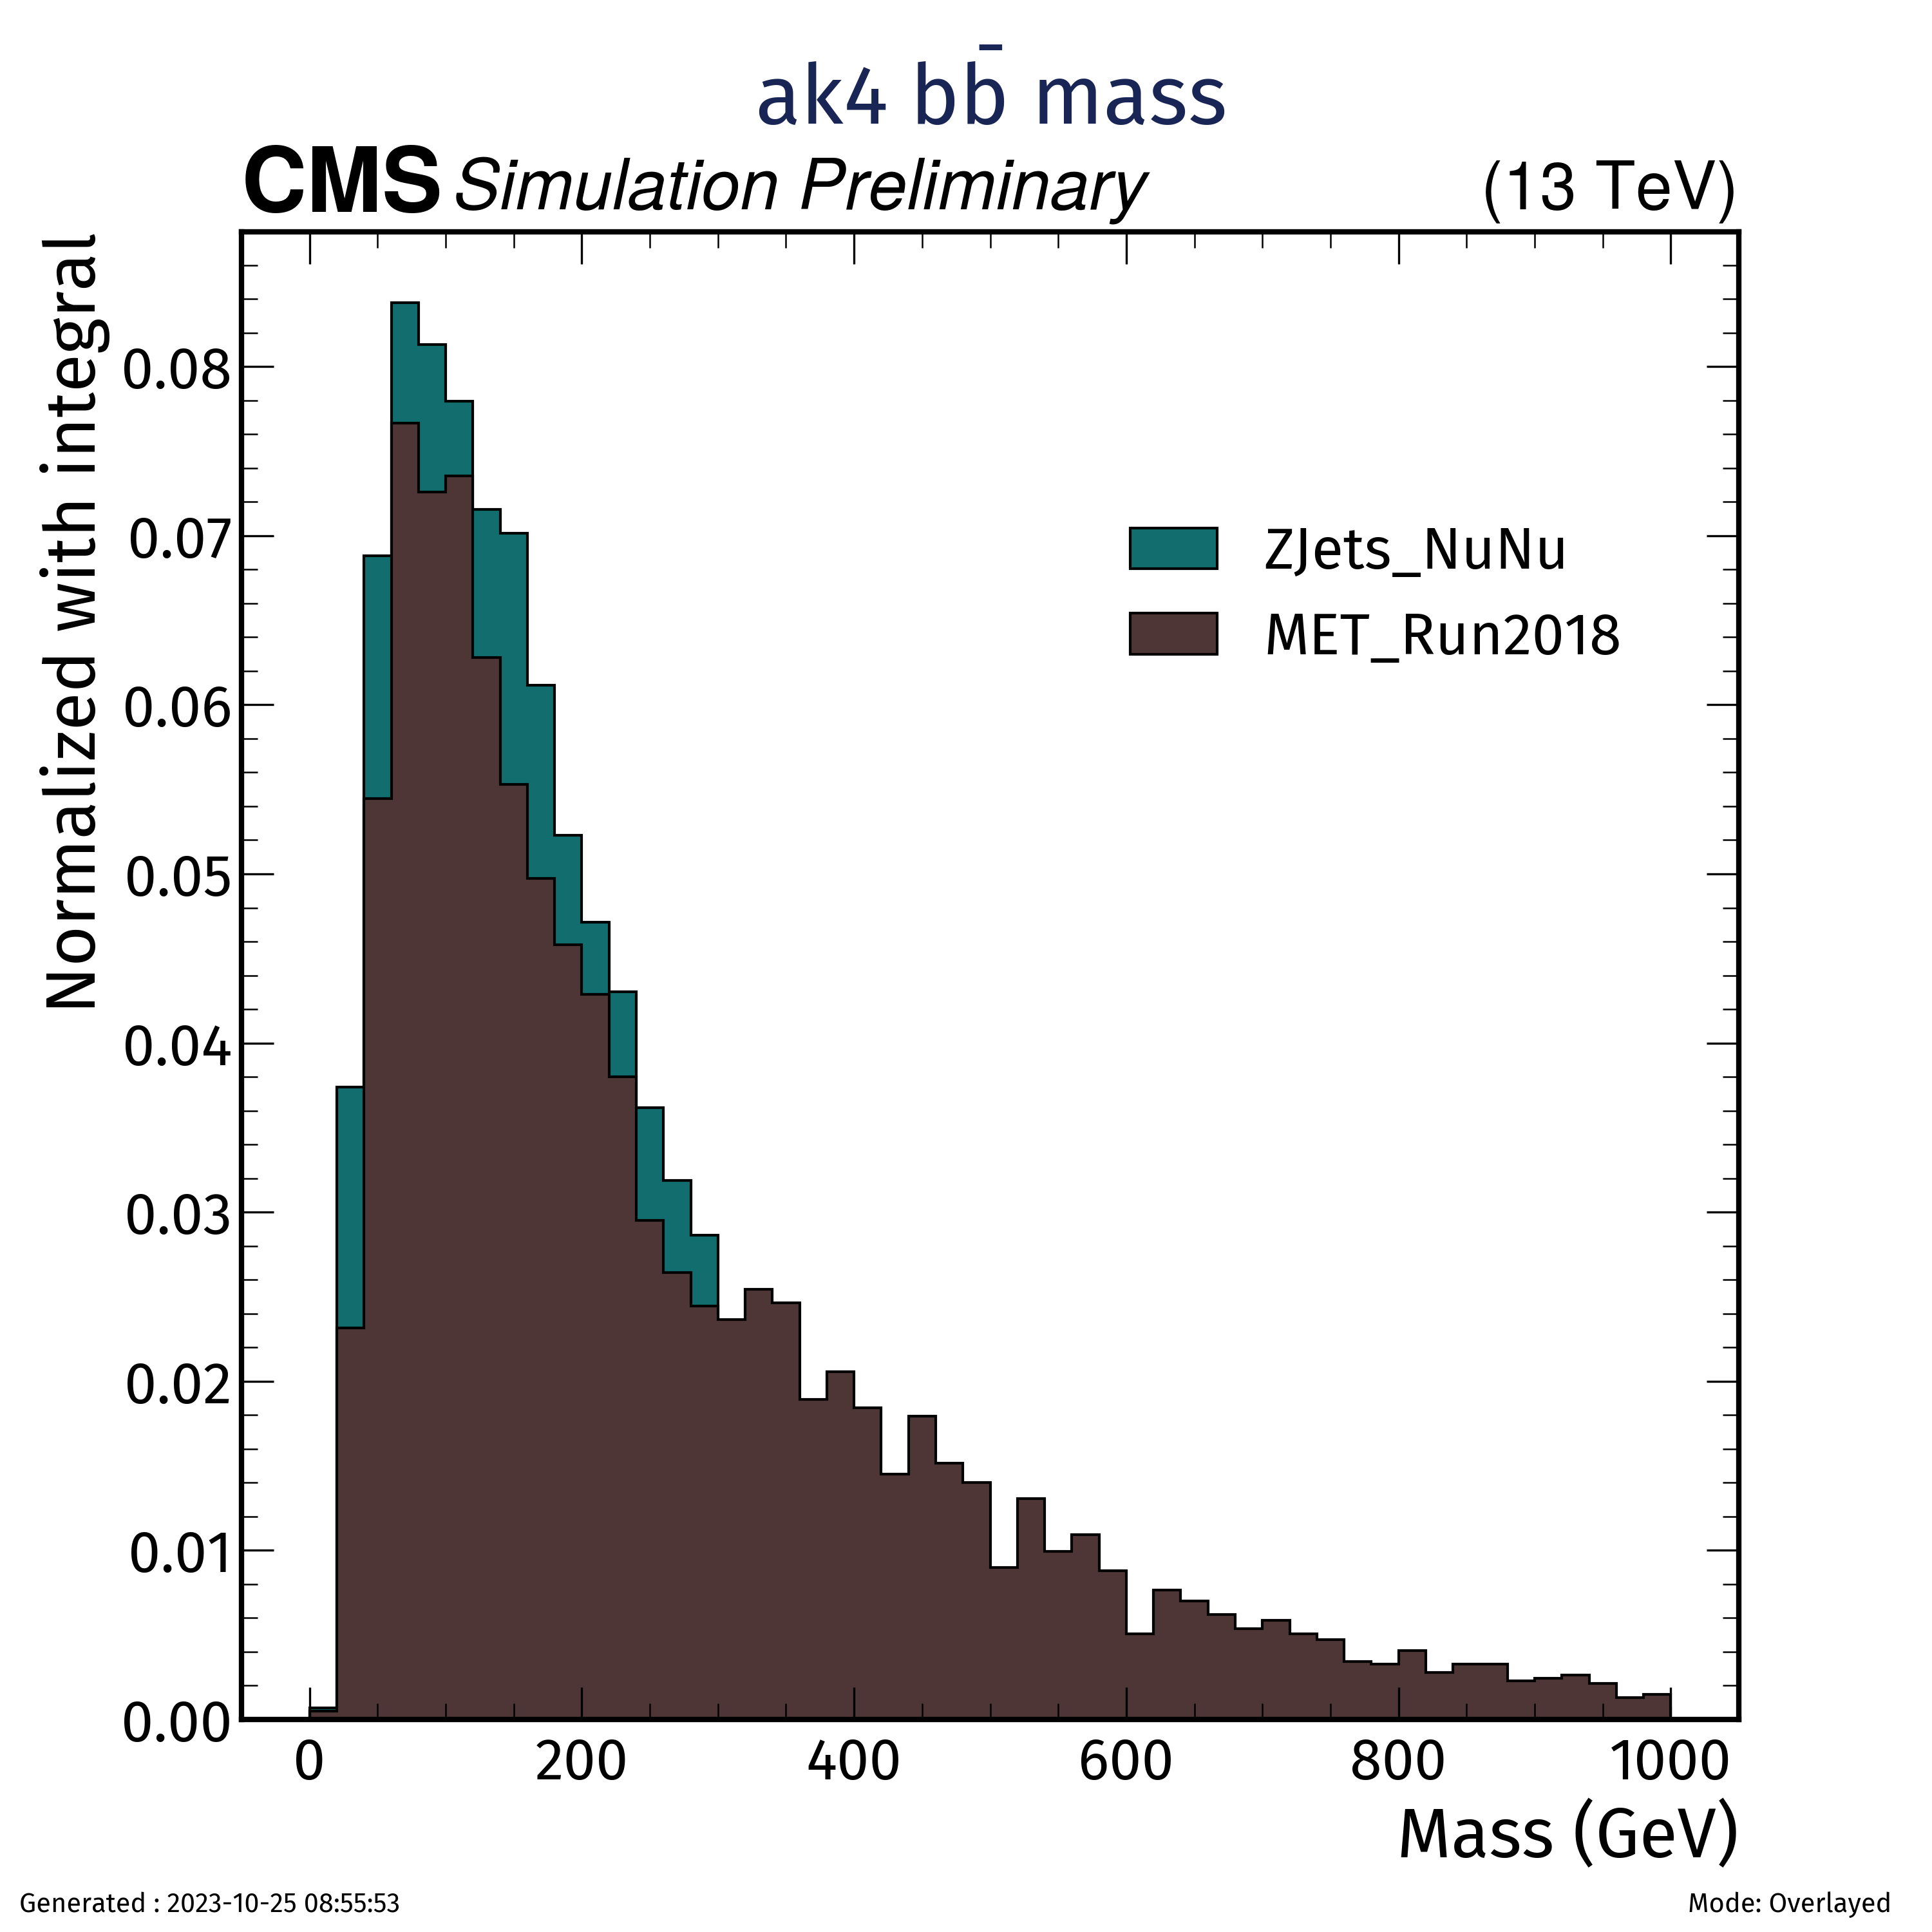 ak4 bb̄ mass
CMS Simulation Preliminary (13 TeV)
Normalized with integral
0.08
0.07
0.06
0.05
0.04
0.03
0.02
0.01
0.00
ZJets_NuNu
MET_Run2018
0 200 400 600 800 1000
Mass (GeV)
Generated : 2023-10-25 08:55:53 Mode: Overlayed